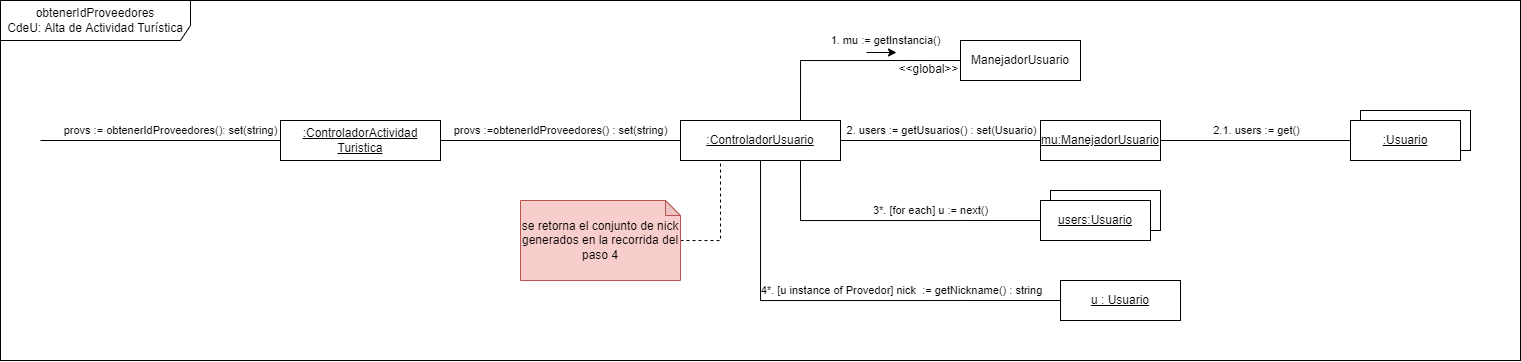 obtenerIdProveedores
CdeU: Alta de Actividad Turística
1. mu := getInstancia()
<<global>>
ManejadorUsuario
provs := obtenerIdProveedores(): set(string)
:ControladorActividad
Turistica
provs :=obtenerIdProveedores() : set(string)
:ControladorUsuario
2. users := getUsuarios() : set(Usuario)
mu:ManejadorUsuario
2.1. users := get()
:Usuario
3*. [for each] u := next()
users:Usuario
se retorna el conjunto de nick
generados en la recorrida del
paso 4
4*. [u instance of Provedor] nick := getNickname() : string
u : Usuario